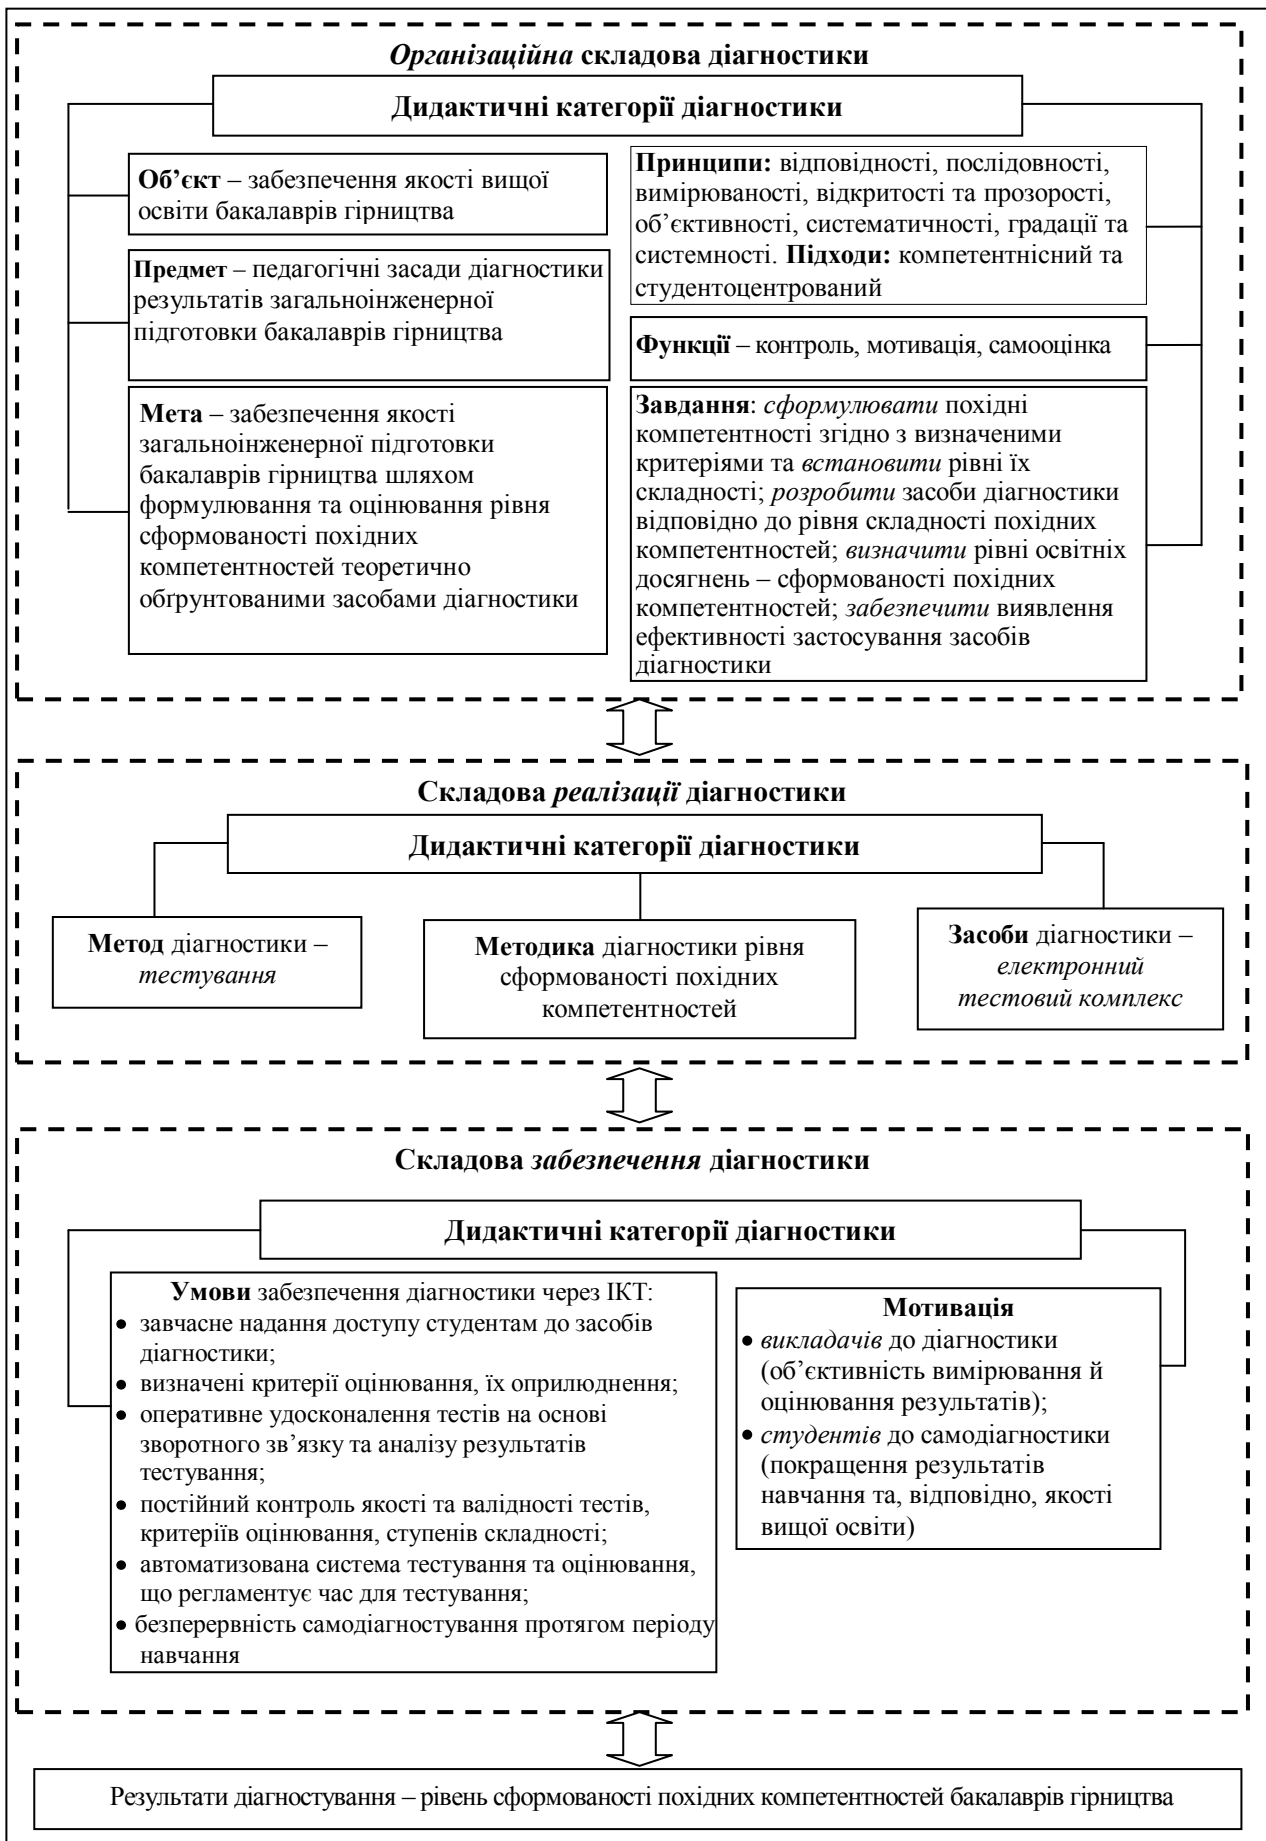 Організаційна складова діагностики
Дидактичні категорії діагностики
Об’єкт – забезпечення якості вищої
освіти бакалаврів гірництва
Предмет – педагогічні засади діагностики
результатів загальноінженерної
підготовки бакалаврів гірництва
Мета – забезпечення якості
загальноінженерної підготовки
бакалаврів гірництва шляхом
формулювання та оцінювання рівня
сформованості похідних
компетентностей теоретично
обґрунтованими засобами діагностики
Принципи: відповідності, послідовності,
вимірюваності, відкритості та прозорості,
об’єктивності, систематичності, градації та
системності. Підходи: компетентнісний та
студентоцентрований
Функції – контроль, мотивація, самооцінка
Завдання: сформулювати похідні
компетентності згідно з визначеними
критеріями та встановити рівні їх
складності; розробити засоби діагностики
відповідно до рівня складності похідних
компетентностей; визначити рівні освітніх
досягнень – сформованості похідних
компетентностей; забезпечити виявлення
ефективності застосування засобів
діагностики
Складова реалізації діагностики
Дидактичні категорії діагностики
Метод діагностики –
тестування
Методика діагностики рівня
сформованості похідних
компетентностей
Засоби діагностики –
електронний
тестовий комплекс
Складова забезпечення діагностики
Дидактичні категорії діагностики
Умови забезпечення діагностики через ІКТ:
• завчасне надання доступу студентам до засобів
діагностики;
• визначені критерії оцінювання, їх оприлюднення;
• оперативне удосконалення тестів на основі
зворотного зв’язку та аналізу результатів
тестування;
• постійний контроль якості та валідності тестів,
критеріїв оцінювання, ступенів складності;
• автоматизована система тестування та оцінювання,
що регламентує час для тестування;
• безперервність самодіагностування протягом періоду
навчання
Мотивація
• викладачів до діагностики
(об’єктивність вимірювання й
оцінювання результатів);
• студентів до самодіагностики
(покращення результатів
навчання та, відповідно, якості
вищої освіти)
Результати діагностування – рівень сформованості похідних компетентностей бакалаврів гірництва